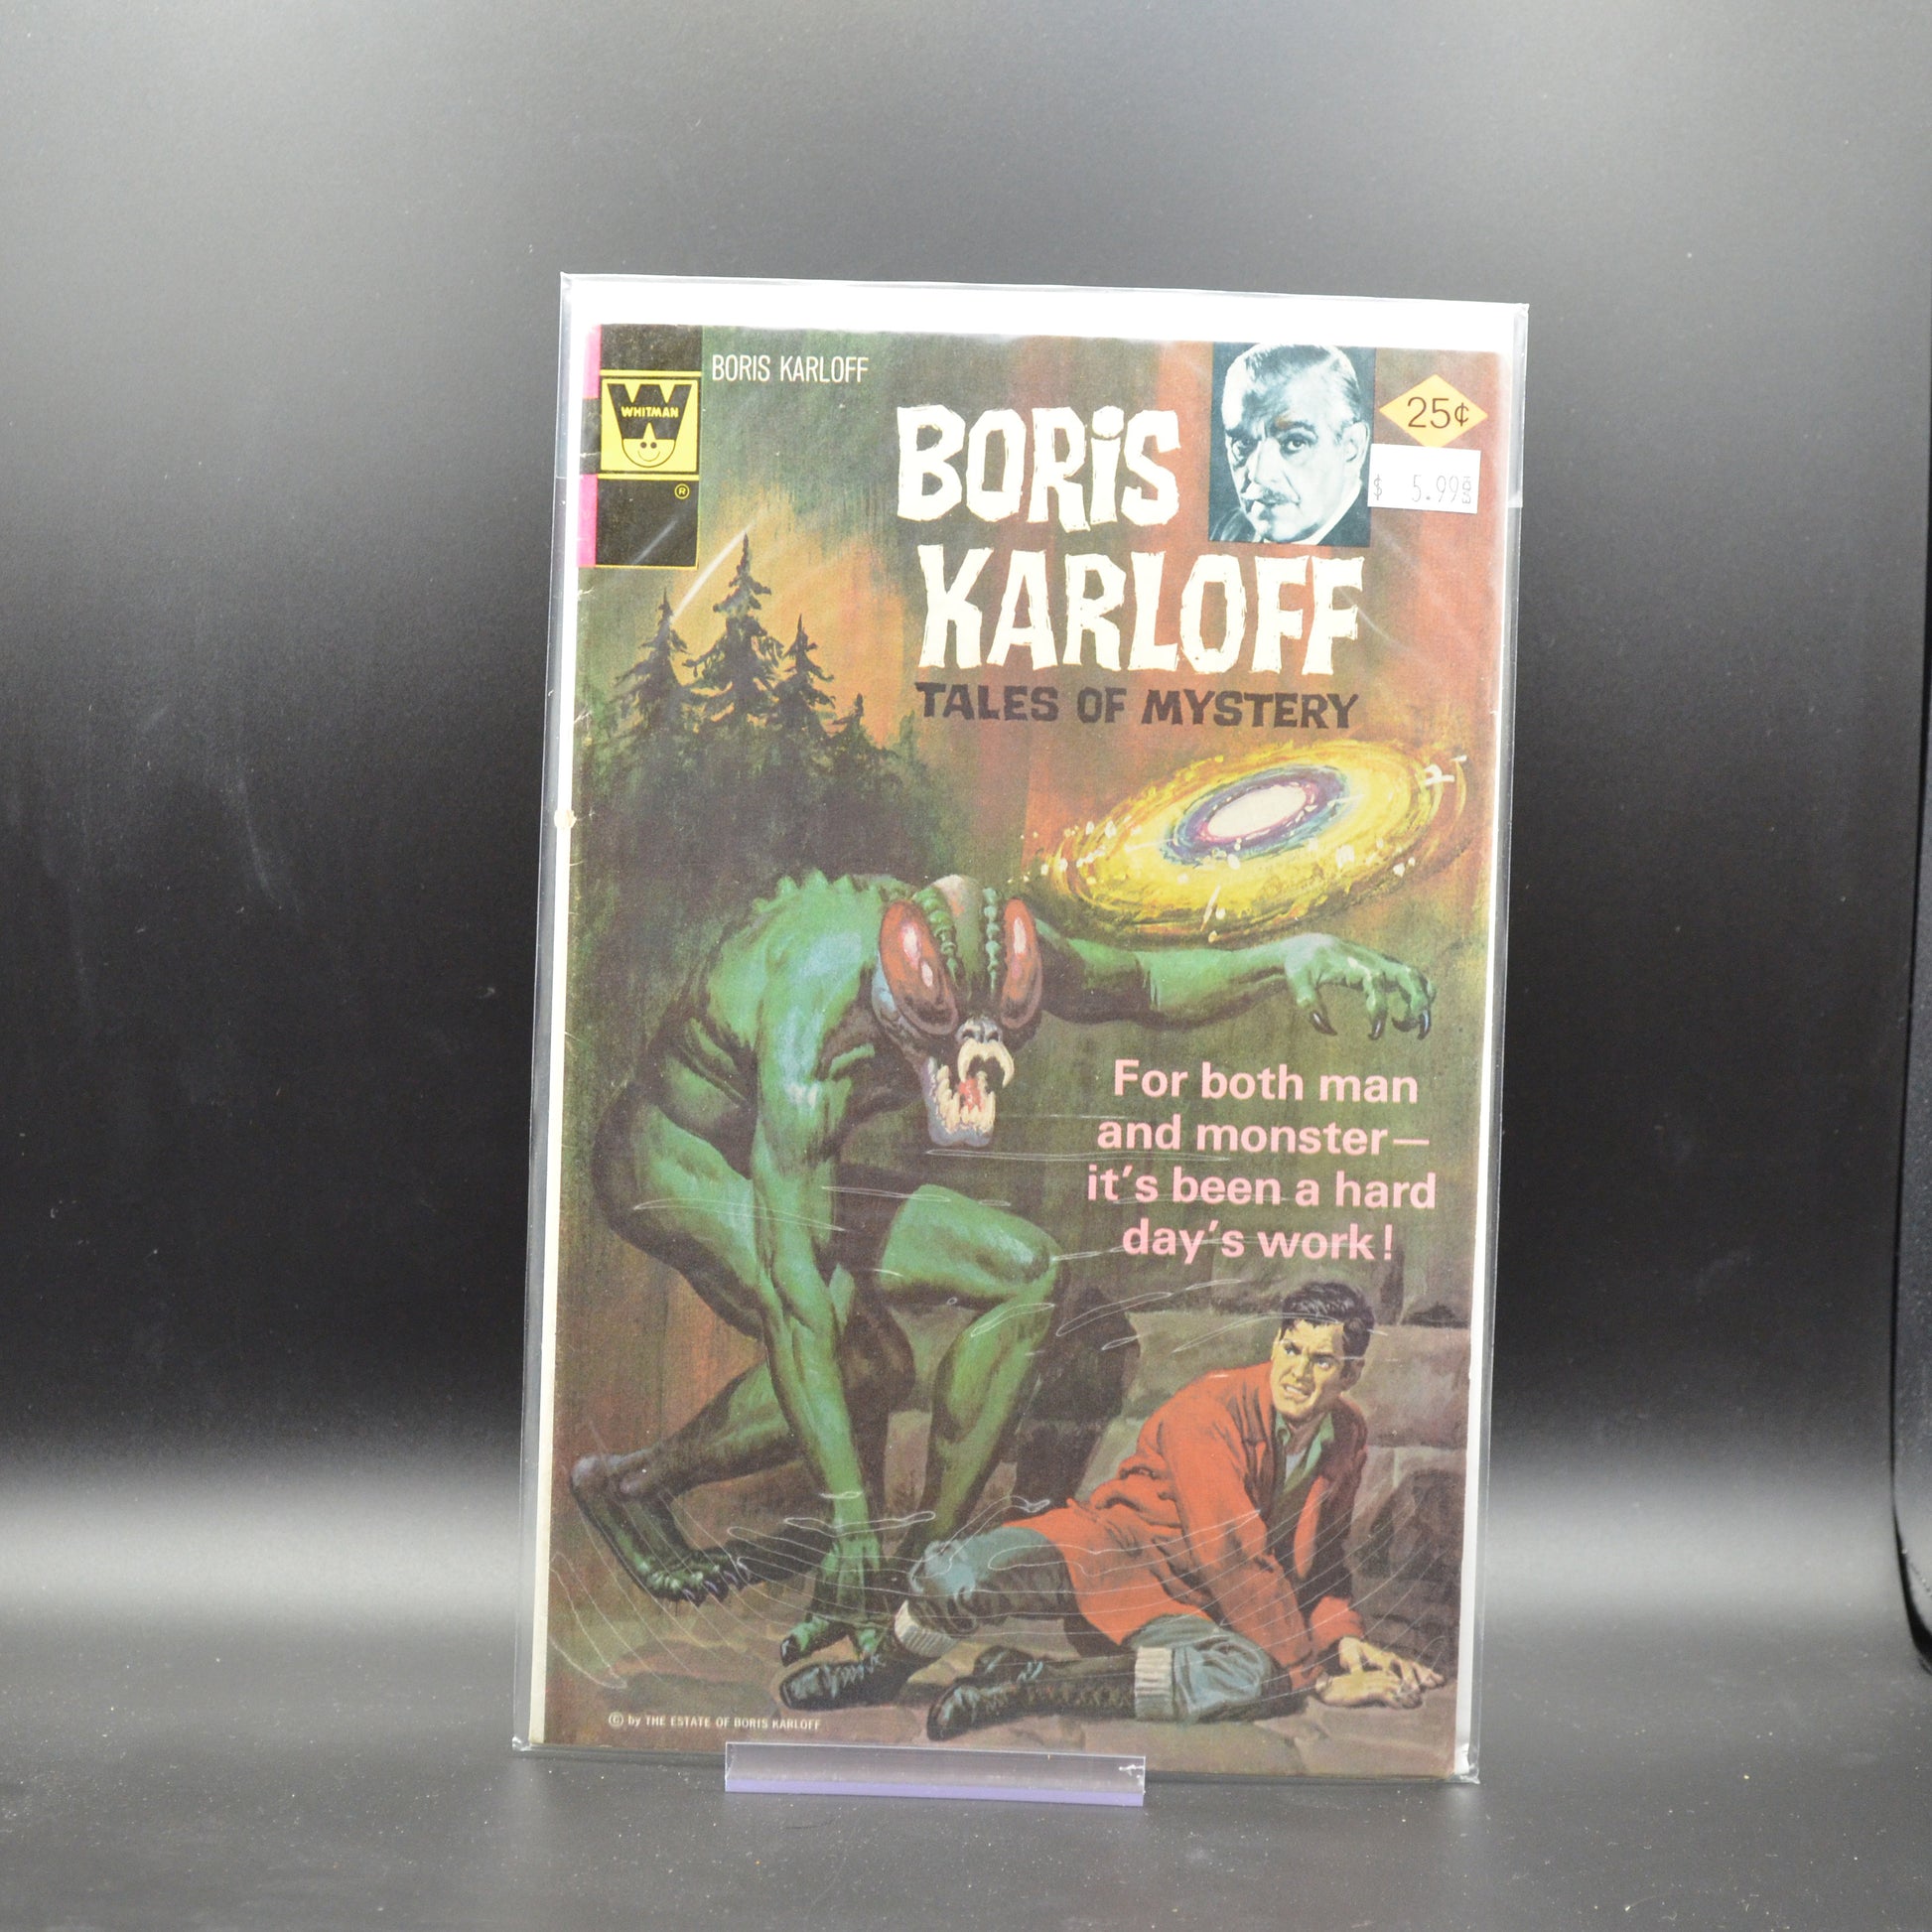 BORIS KARLOFF
W
WHITMAN
®
BORiS
KARLOFF
TALES OF MYSTERY
25¢
$ 5.99
For both man
and monster—
it's been a hard
day's work!
© by THE ESTATE OF BORIS KARLOFF